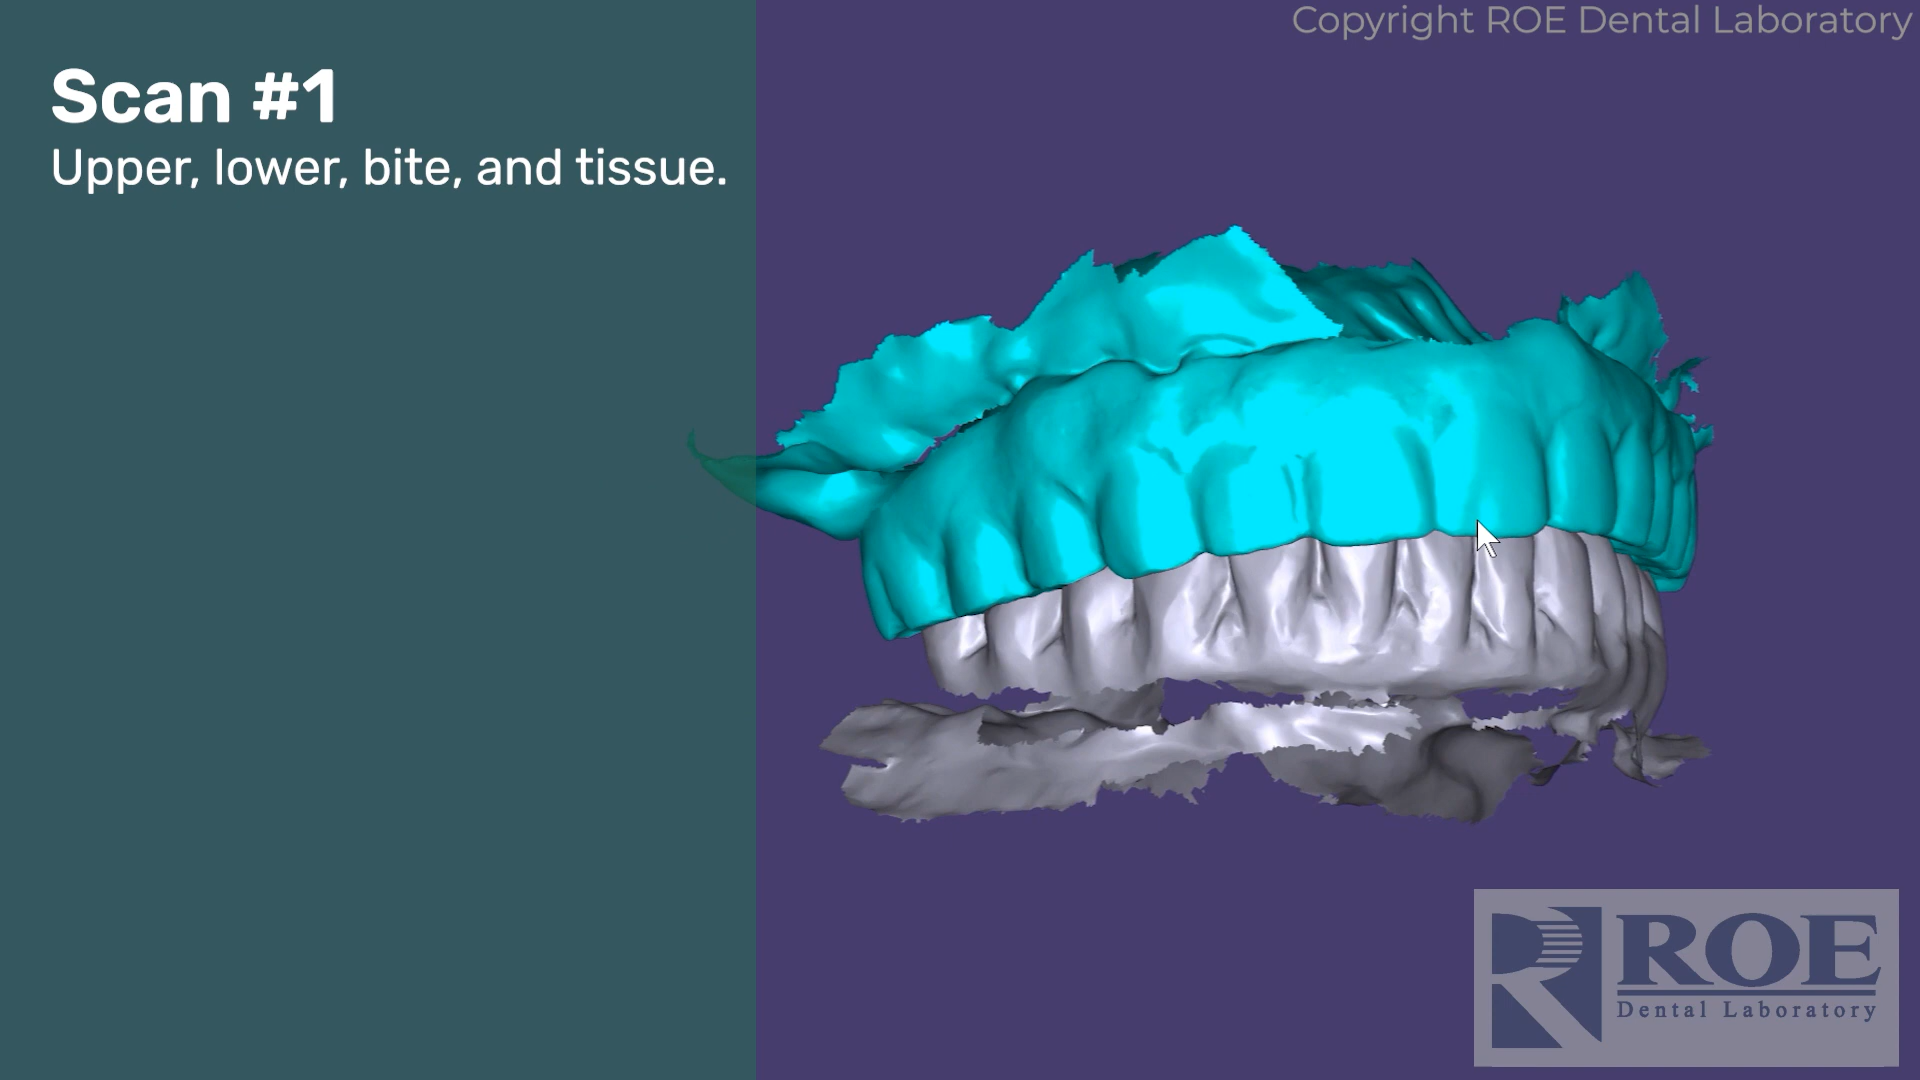 Copyright ROE Dental Laboratory
Scan #1
Upper, lower, bite, and tissue.
ROE
Dental Laboratory